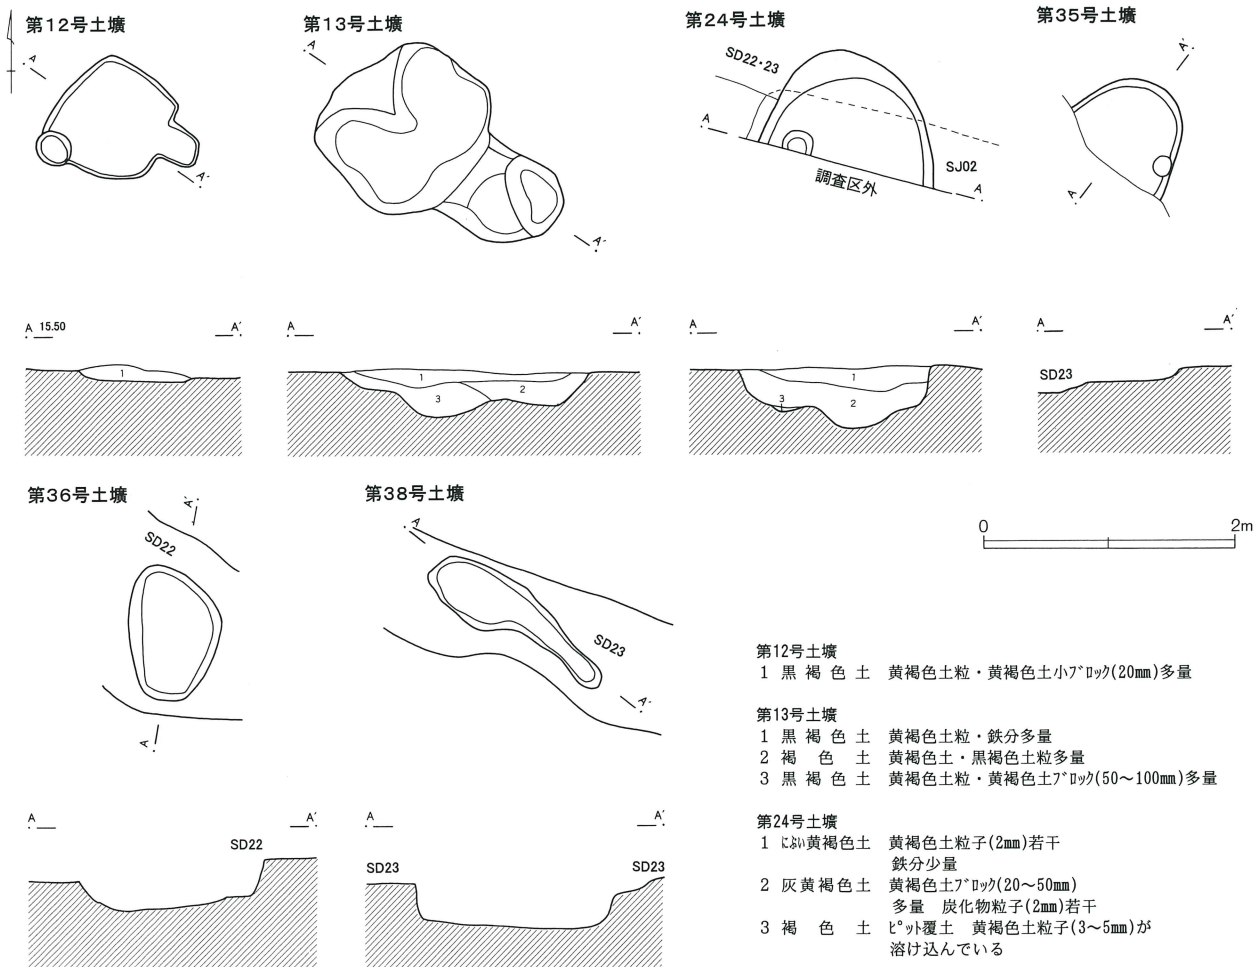 第12号土壙
第13号土壙
第24号土壙
第35号土壙
A
A´
A
A´
SD22・23
A
SJ02
調査区外
A´
A´
A
A 15.50
A´
1
A
A´
1
2
3
A
A´
1
3
2
A
A´
SD23
第36号土壙
第38号土壙
A´
SD22
A
A
SD23
A´
0
2m
A
A´
SD22
A
A´
SD23
SD23
第12号土壙
1 黒褐色土 黄褐色土粒・黄褐色土小ブロック(20mm)多量
第13号土壙
1 黒褐色土 黄褐色土粒・鉄分多量
2 褐色土 黄褐色土・黒褐色土粒多量
3 黒褐色土 黄褐色土粒・黄褐色土ブロック(50～100mm)多量
第24号土壙
1 にぶい黄褐色土 黄褐色土粒子(2mm)若干
鉄分少量
2 灰黄褐色土 黄褐色土ブロック(20～50mm)
多量 炭化物粒子(2mm)若干
3 褐色土 ピット覆土 黄褐色土粒子(3～5mm)が
溶け込んでいる